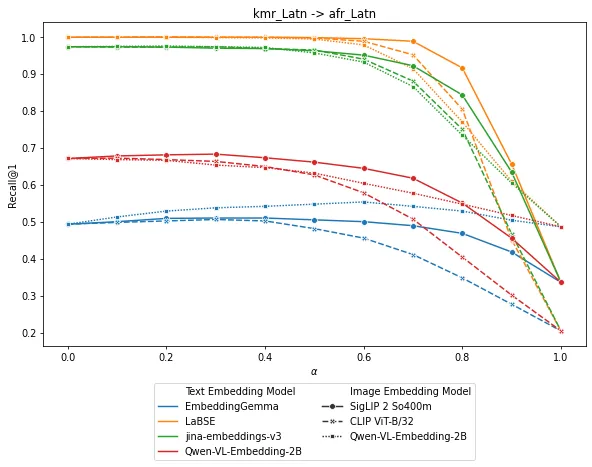 kmr_Latn -> afr_Latn
Recall@1
1.0
0.9
0.8
0.7
0.6
0.5
0.4
0.3
0.2
0.0 0.2 0.4 0.6 0.8 1.0
α
Text Embedding Model Image Embedding Model
EmbeddingGemma SigLIP 2 So400m
LaBSE CLIP ViT-B/32
jina-embeddings-v3 Qwen-VL-Embedding-2B
Qwen-VL-Embedding-2B